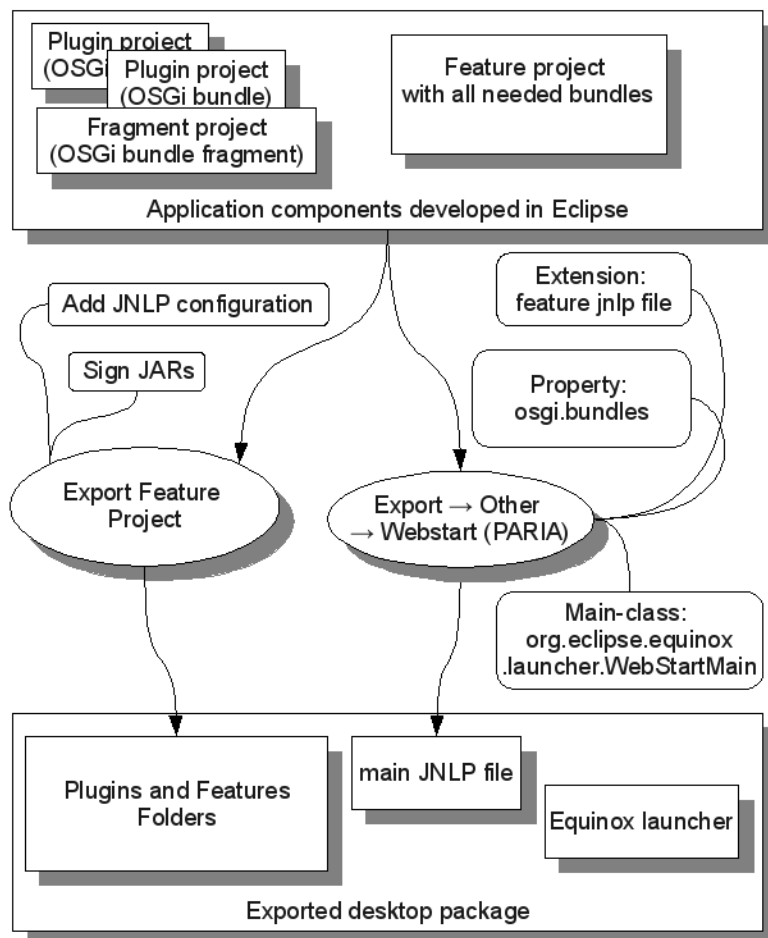 Plugin project
(OSGi
Plugin project
(OSGi bundle)
Fragment project
(OSGi bundle fragment)
Feature project
with all needed bundles
Application components developed in Eclipse
Add JNLP configuration
Sign JARs
Extension:
feature jnlp file
Property:
osgi.bundles
Export Feature
Project
Export → Other
→ Webstart (PARIA)
Main-class:
org.eclipse.equinox
.launcher.WebStartMain
Plugins and Features
Folders
main JNLP file
Equinox launcher
Exported desktop package